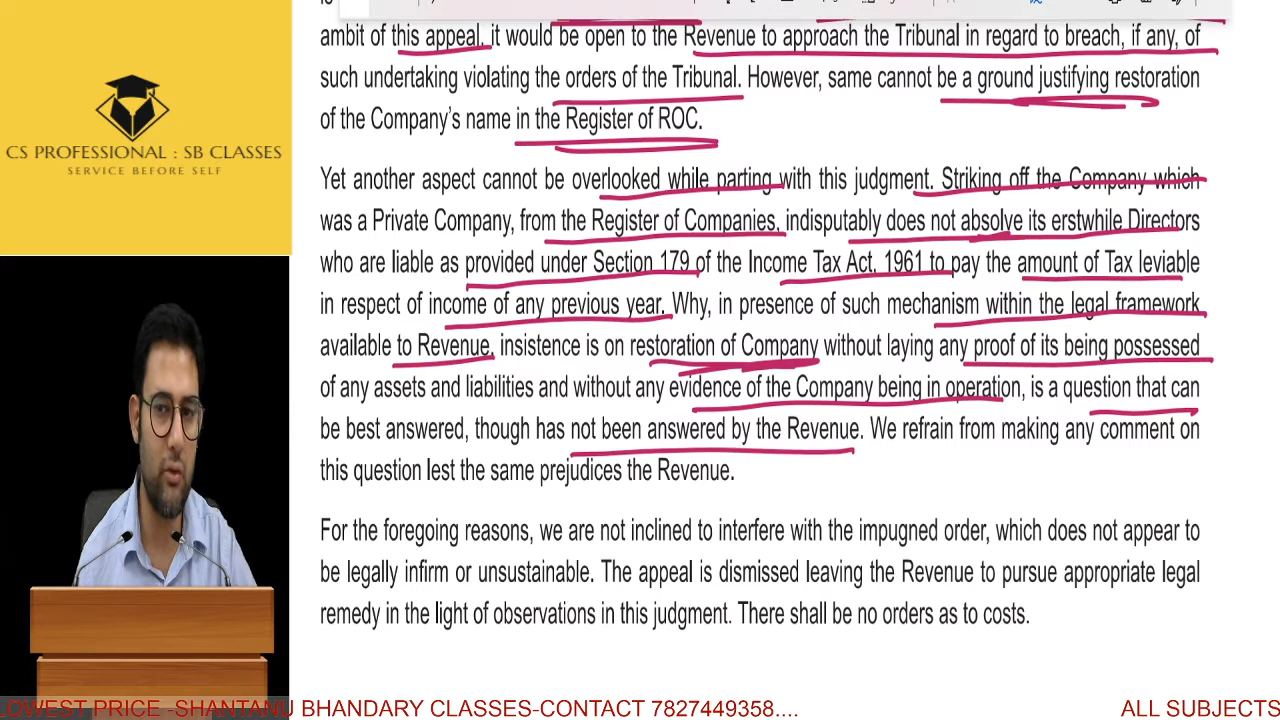 ambit of this appeal, it would be open to the Revenue to approach the Tribunal in regard to breach, if any, of
such undertaking violating the orders of the Tribunal. However, same cannot be a ground justifying restoration
of the Company's name in the Register of ROC.
Yet another aspect cannot be overlooked while parting with this judgment. Striking off the Company which
was a Private Company, from the Register of Companies, indisputably does not absolve its erstwhile Directors
who are liable as provided under Section 179 of the Income Tax Act, 1961 to pay the amount of Tax leviable
in respect of income of any previous year. Why, in presence of such mechanism within the legal framework
available to Revenue, insistence is on restoration of Company without laying any proof of its being possessed
of any assets and liabilities and without any evidence of the Company being in operation, is a question that can
be best answered, though has not been answered by the Revenue. We refrain from making any comment on
this question lest the same prejudices the Revenue.
For the foregoing reasons, we are not inclined to interfere with the impugned order, which does not appear to
be legally infirm or unsustainable. The appeal is dismissed leaving the Revenue to pursue appropriate legal
remedy in the light of observations in this judgment. There shall be no orders as to costs.
CS PROFESSIONAL : SB CLASSES
SERVICE BEFORE SELF
LOWEST PRICE -SHANTANU BHANDARY CLASSES-CONTACT 7827449358.... ALL SUBJECTS